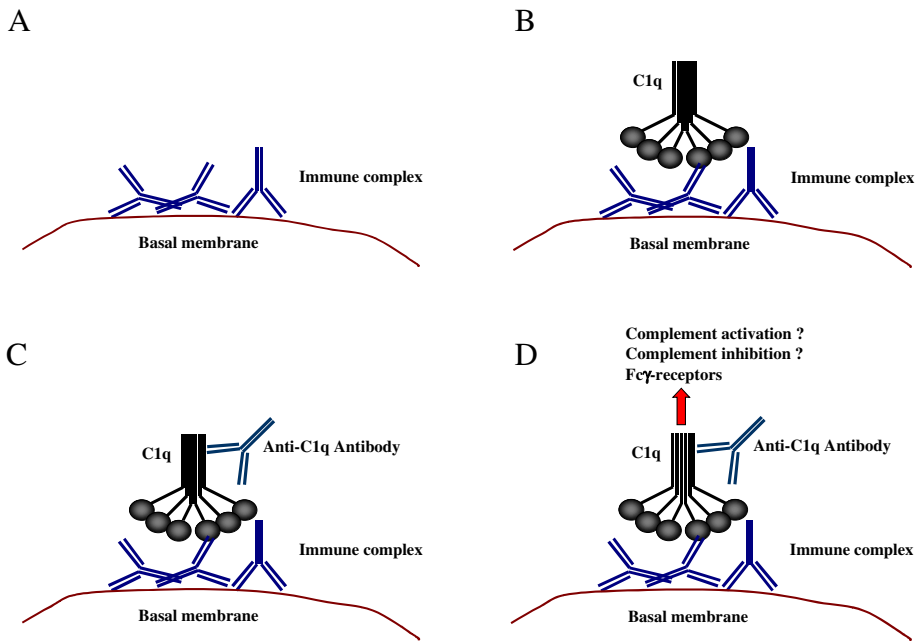 A
Immune complex
Basal membrane
B
C1q
Immune complex
Basal membrane
C
C1q
Anti-C1q Antibody
Immune complex
Basal membrane
D
Complement activation ?
Complement inhibition ?
Fcγ-receptors
C1q
Anti-C1q Antibody
Immune complex
Basal membrane